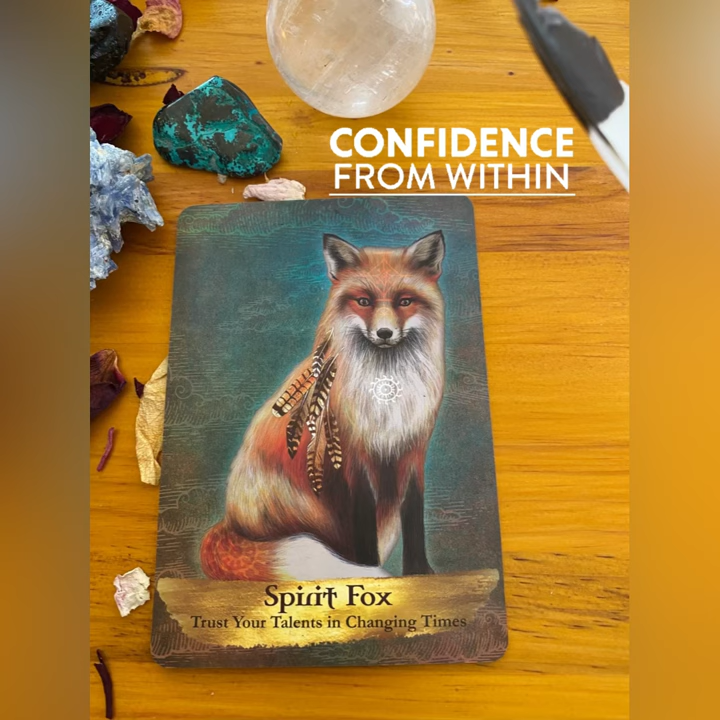 CONFIDENCE
FROM WITHIN
Spirit Fox
Trust Your Talents in Changing Times